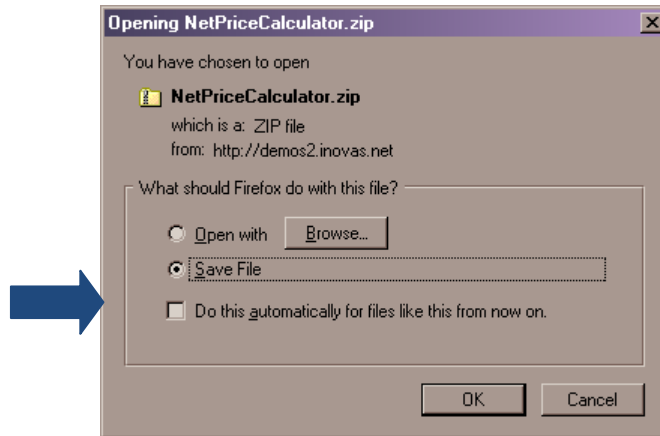 Opening NetPriceCalculator.zip
You have chosen to open
NetPriceCalculator.zip
which is a: ZIP file
from: http://demos2.inovas.net
What should Firefox do with this file?
Open with Browse...
Save File
Do this automatically for files like this from now on.
OK Cancel